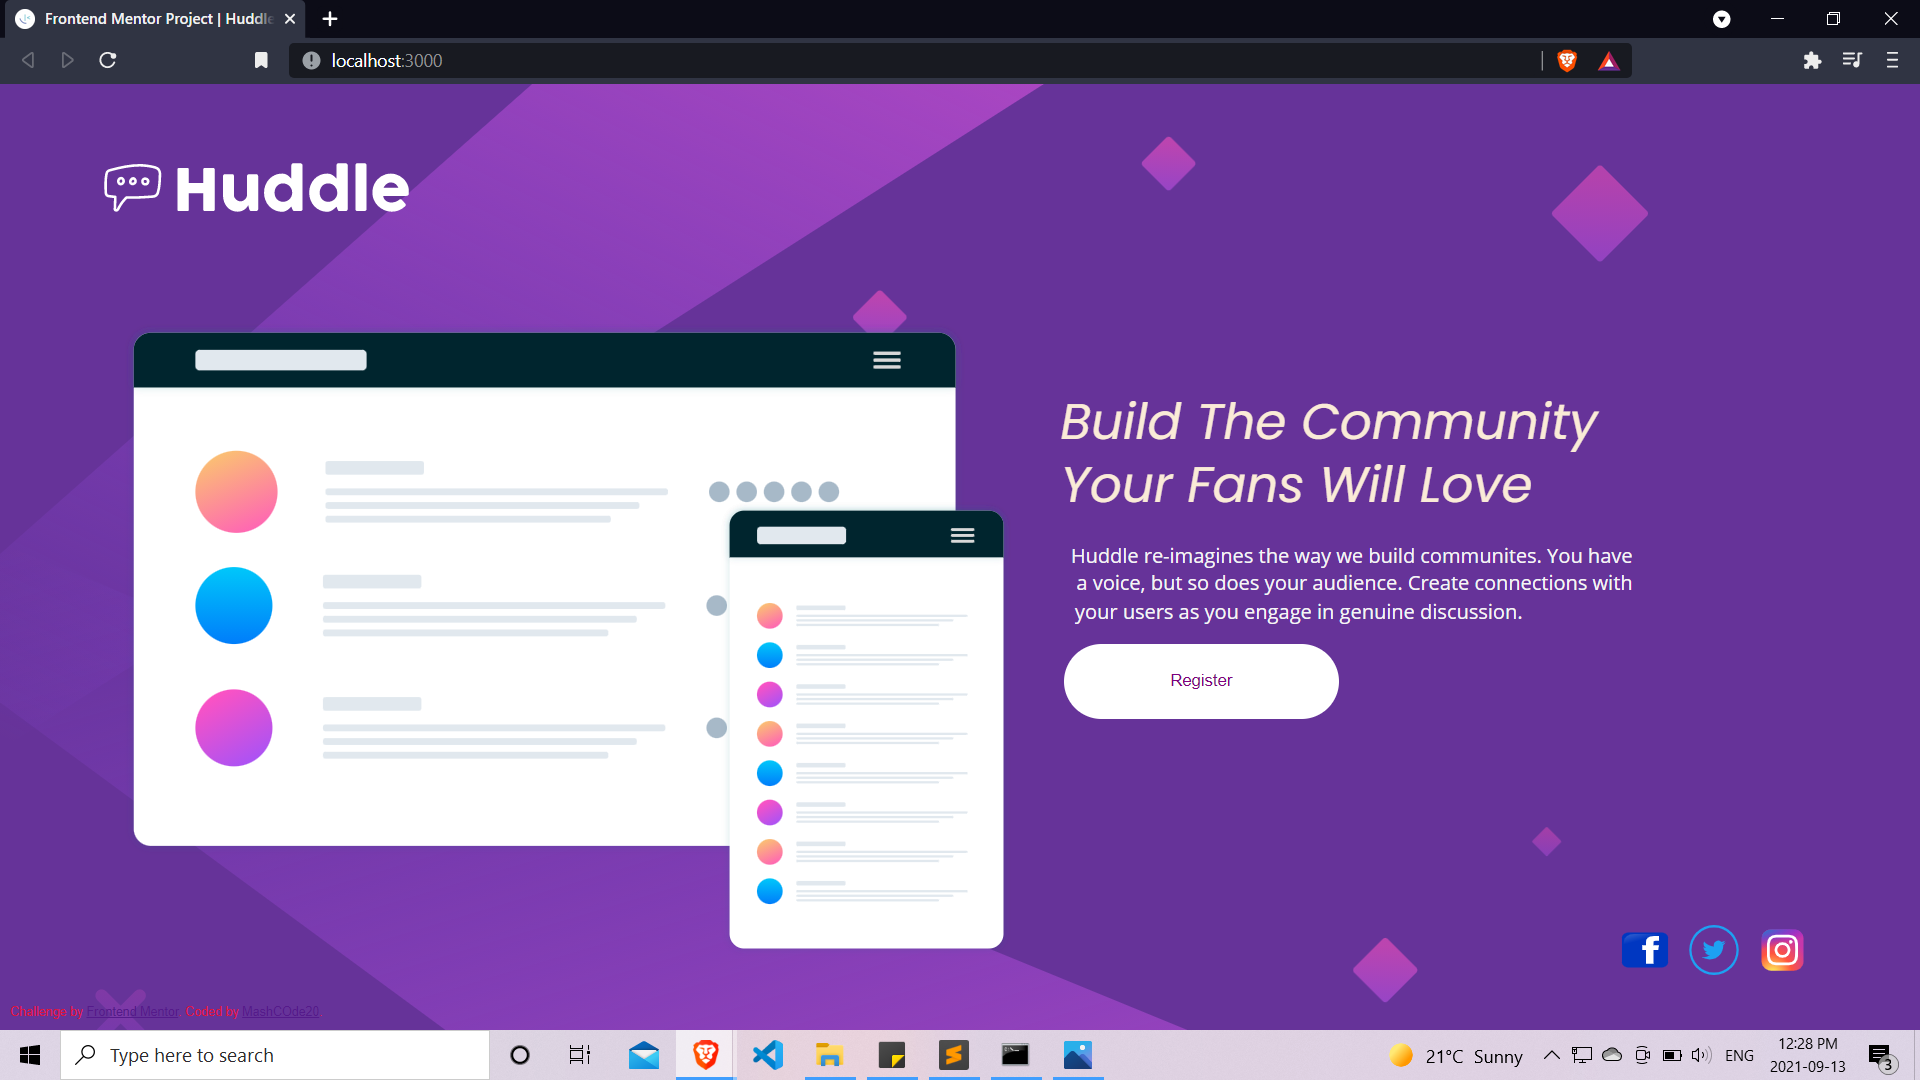 Frontend Mentor Project | Huddle
localhost:3000
Huddle
Build The Community
Your Fans Will Love
Huddle re-imagines the way we build communites. You have
a voice, but so does your audience. Create connections with
your users as you engage in genuine discussion.
Register
Challenge by Frontend Mentor. Coded by MashCOde20
Type here to search
21°C Sunny
ENG
12:28 PM
2021-09-13
3